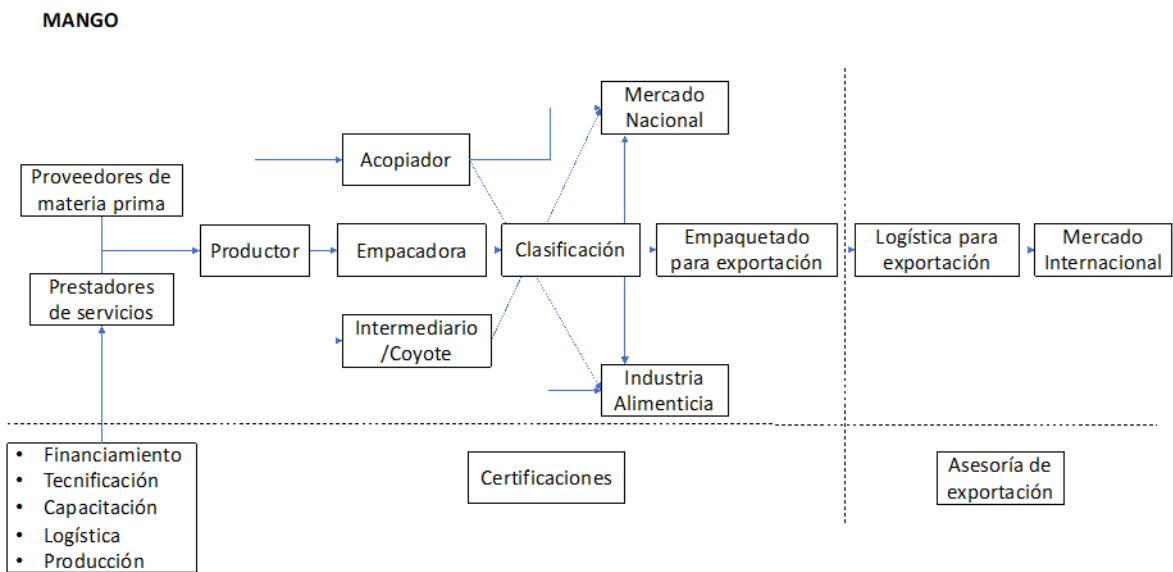 MANGO
Mercado
Nacional
Acopiador
Proveedores de
materia prima
Productor
Empacadora
Clasificación
Empaquetado
para exportación
Logística para
exportación
Mercado
Internacional
Prestadores
de servicios
Intermediario
/Coyote
Industria
Alimenticia
• Financiamiento
• Tecnificación
• Capacitación
• Logística
• Producción
Certificaciones
Asesoría de
exportación